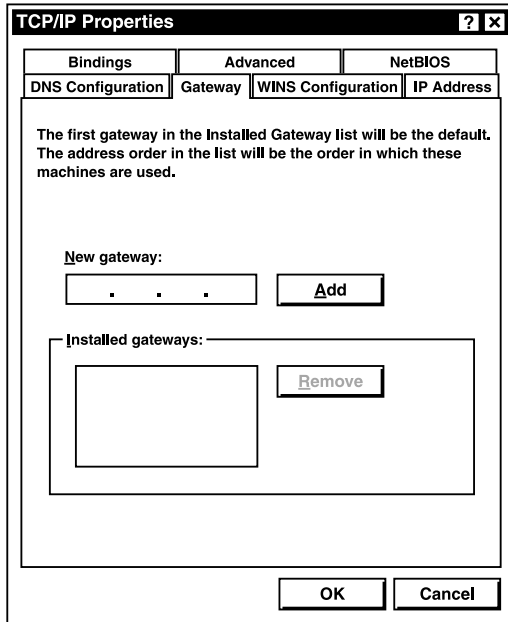 TCP/IP Properties ? ×
Bindings Advanced NetBIOS
DNS Configuration Gateway WINS Configuration IP Address
The first gateway in the Installed Gateway list will be the default.
The address order in the list will be the order in which these
machines are used.
New gateway:
. . . Add
Installed gateways:
Remove
OK Cancel